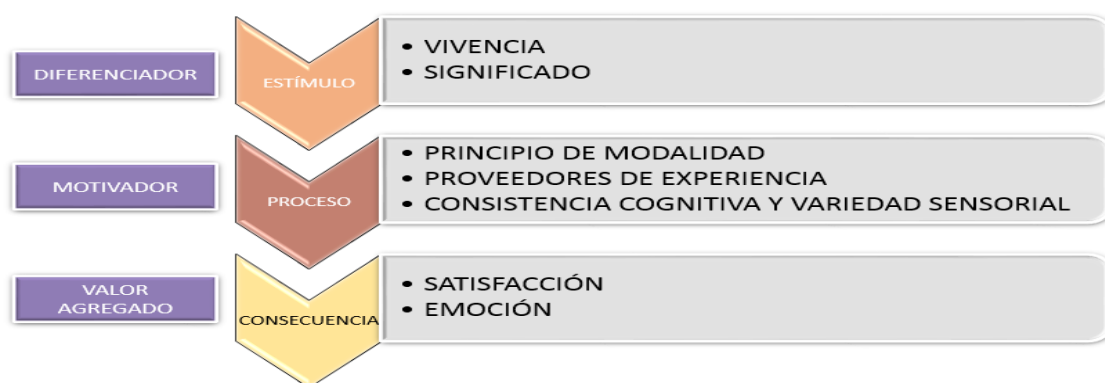 DIFERENCIADOR
ESTÍMULO
• VIVENCIA
• SIGNIFICADO
MOTIVADOR
PROCESO
• PRINCIPIO DE MODALIDAD
• PROVEEDORES DE EXPERIENCIA
• CONSISTENCIA COGNITIVA Y VARIEDAD SENSORIAL
VALOR
AGREGADO
CONSECUENCIA
• SATISFACCIÓN
• EMOCIÓN